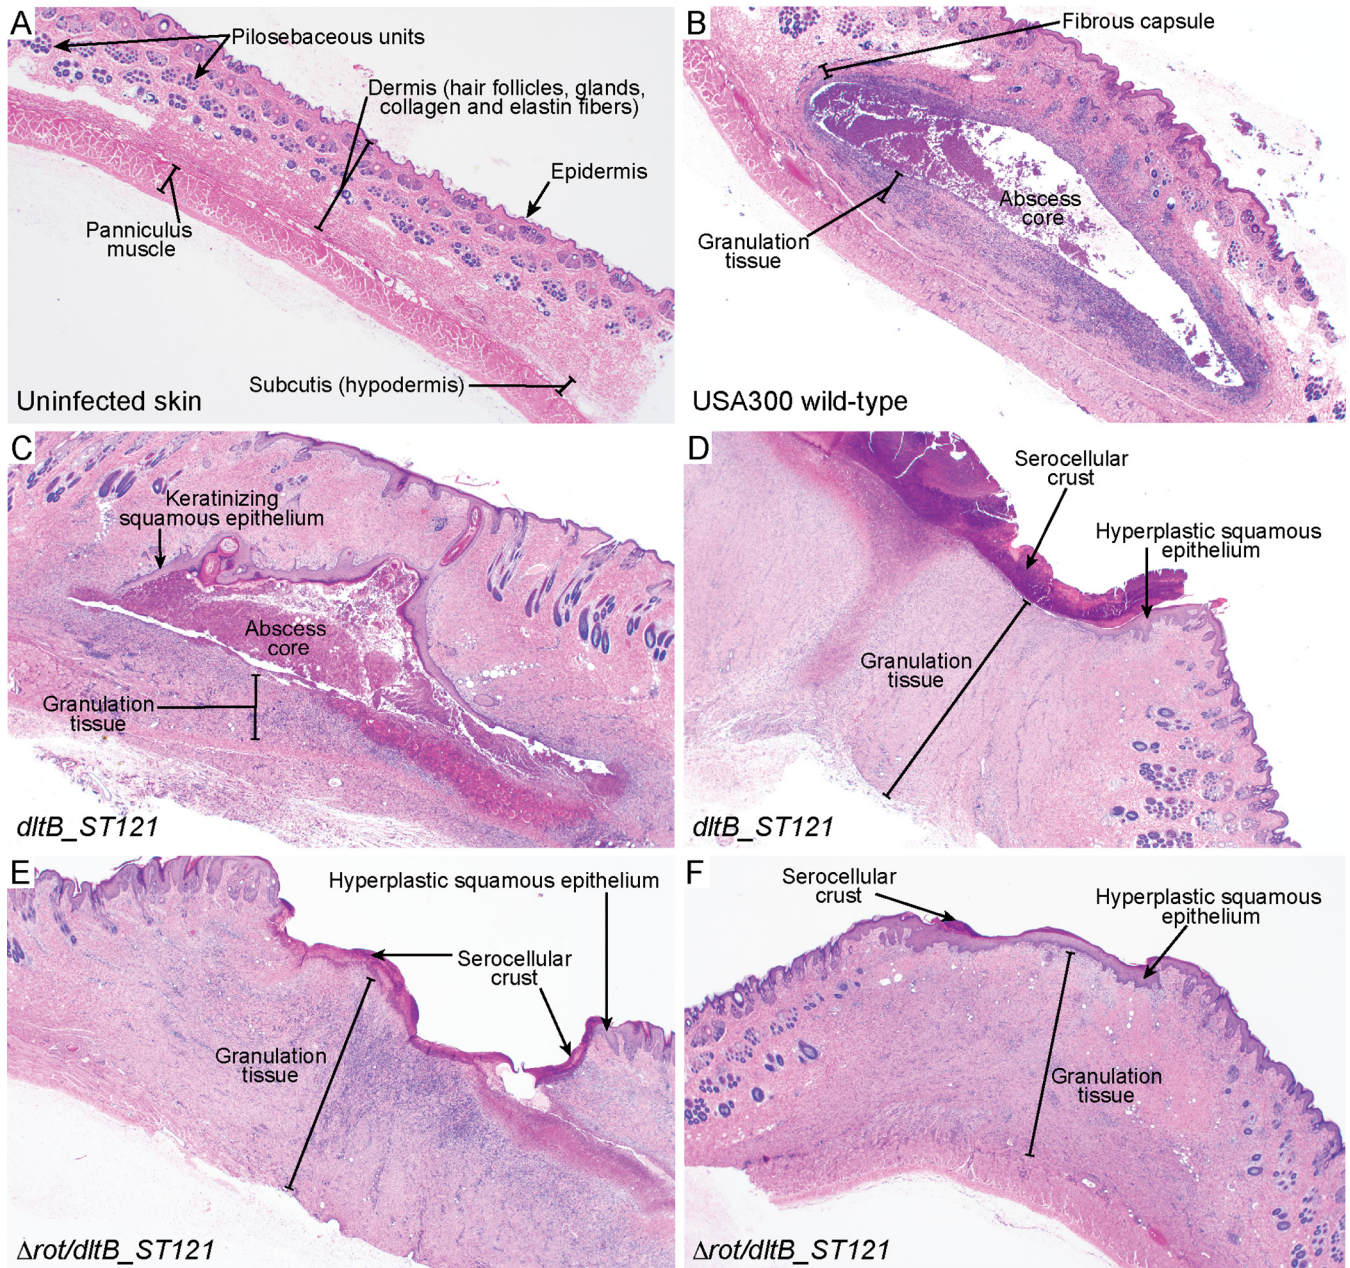 A
Pilosebaceous units
Dermis (hair follicles, glands,
collagen and elastin fibers)
Epidermis
Panniculus
muscle
Subcutis (hypodermis)
Uninfected skin
B
Fibrous capsule
Abscess
core
Granulation
tissue
USA300 wild-type
C
Keratinizing
squamous epithelium
Abscess
core
Granulation
tissue
dltB_ST121
D
Serocellular
crust
Hyperplastic squamous
epithelium
Granulation
tissue
dltB_ST121
E
Hyperplastic squamous epithelium
Serocellular
crust
Granulation
tissue
Δrot/dltB_ST121
F
Serocellular
crust
Hyperplastic squamous
epithelium
Granulation
tissue
Δrot/dltB_ST121